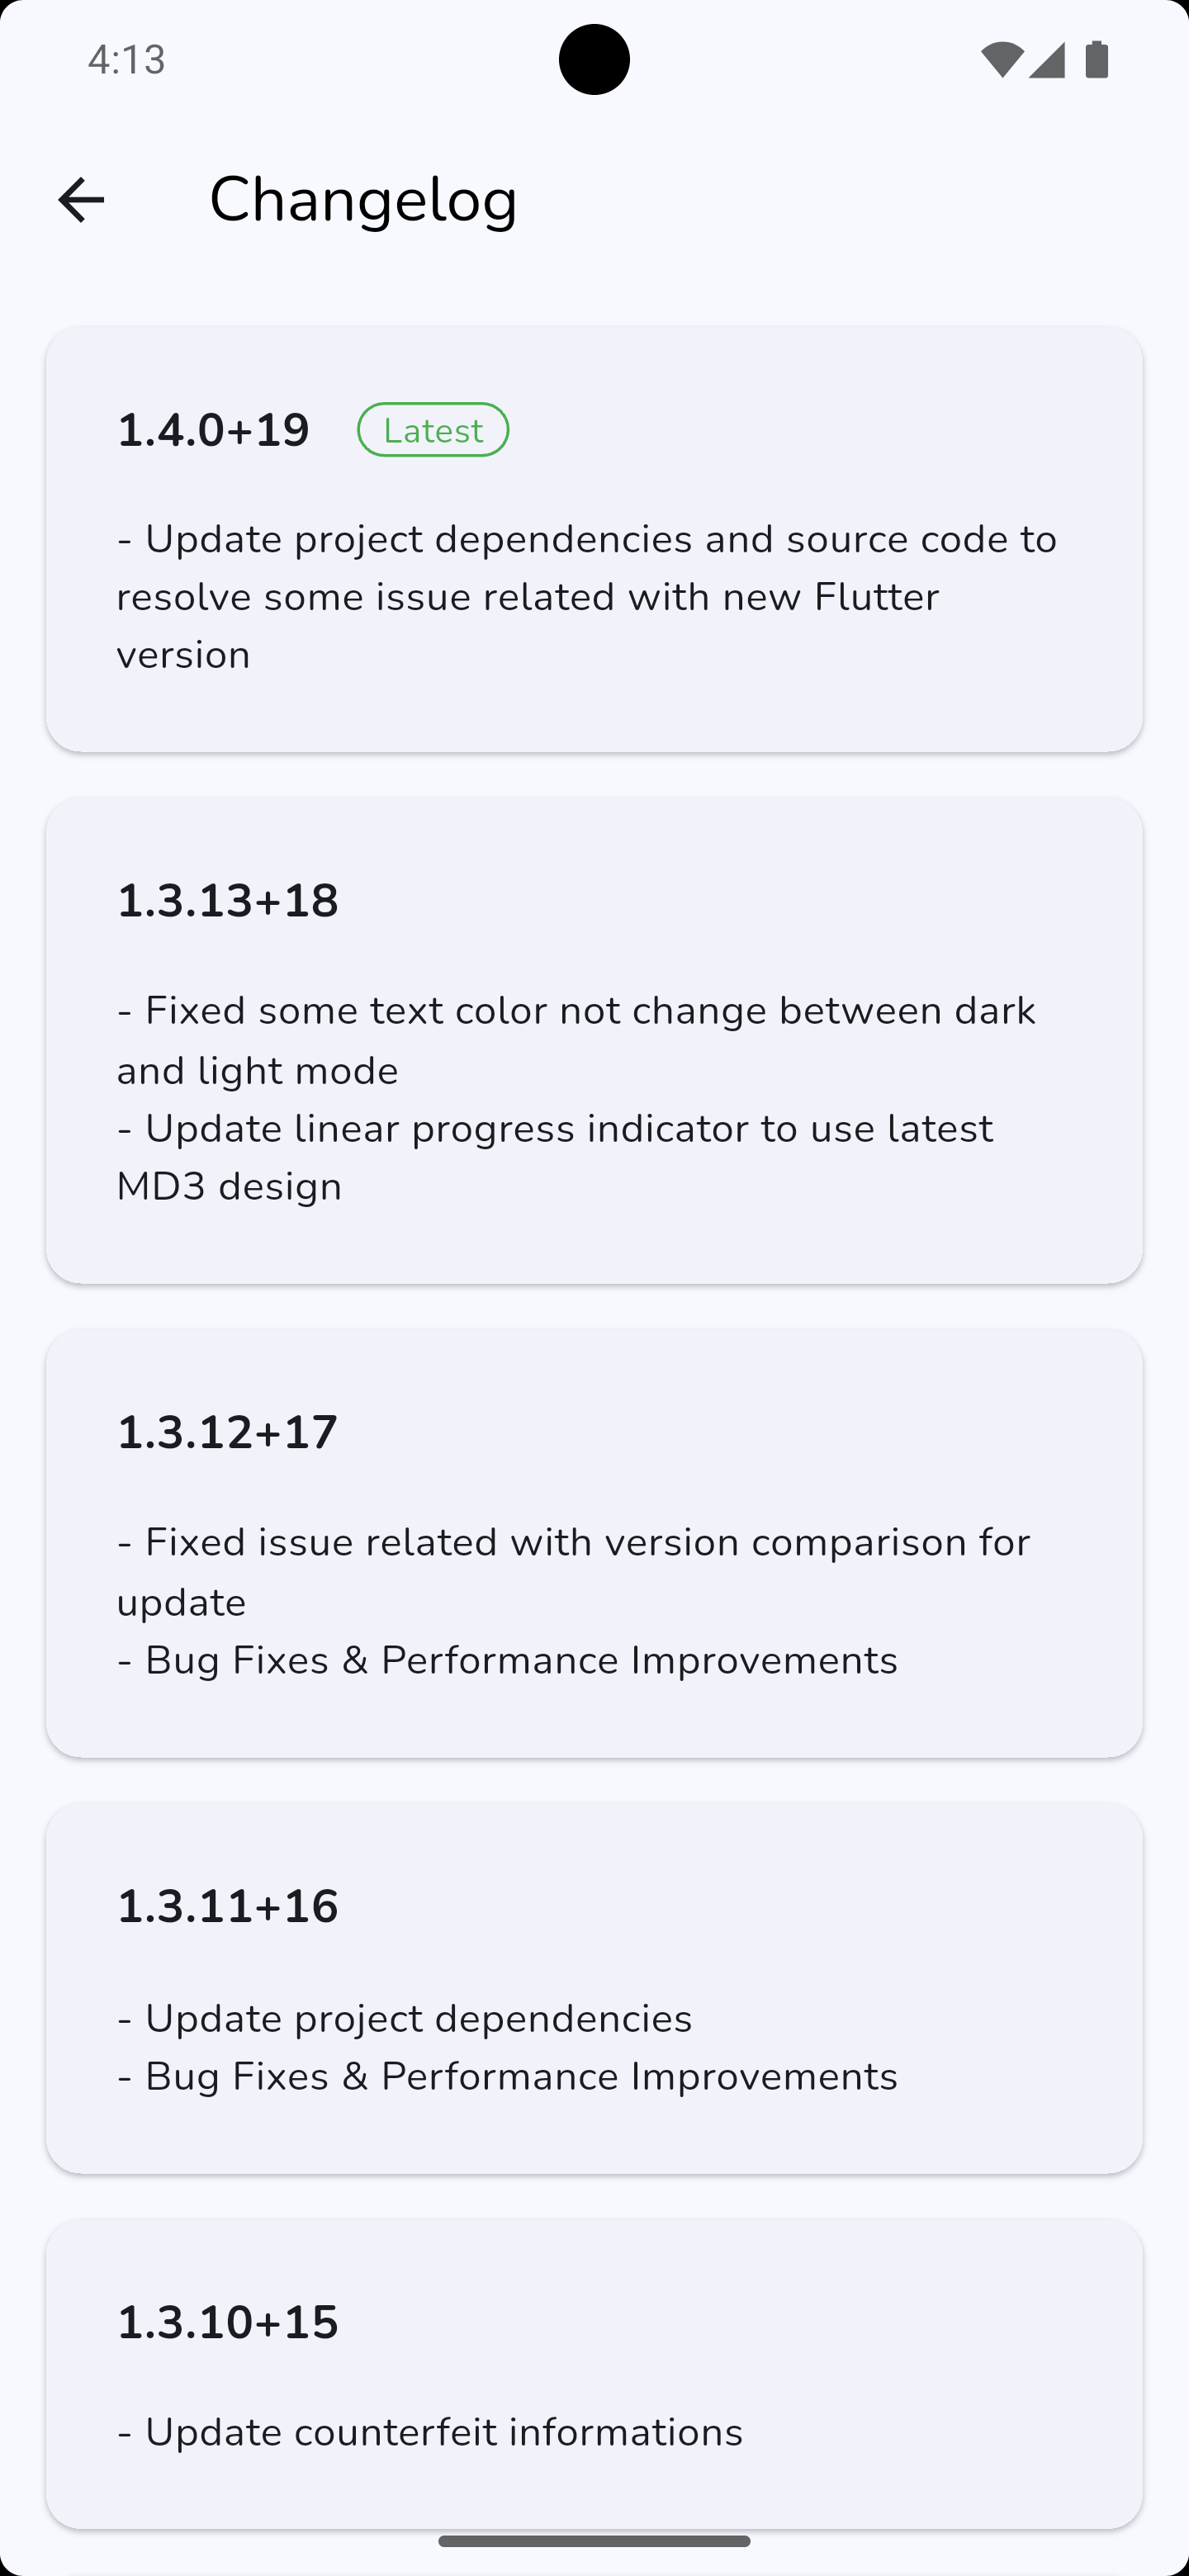 4:13
Changelog
1.4.0+19 Latest
- Update project dependencies and source code to
resolve some issue related with new Flutter
version
1.3.13+18
- Fixed some text color not change between dark
and light mode
- Update linear progress indicator to use latest
MD3 design
1.3.12+17
- Fixed issue related with version comparison for
update
- Bug Fixes & Performance Improvements
1.3.11+16
- Update project dependencies
- Bug Fixes & Performance Improvements
1.3.10+15
- Update counterfeit informations